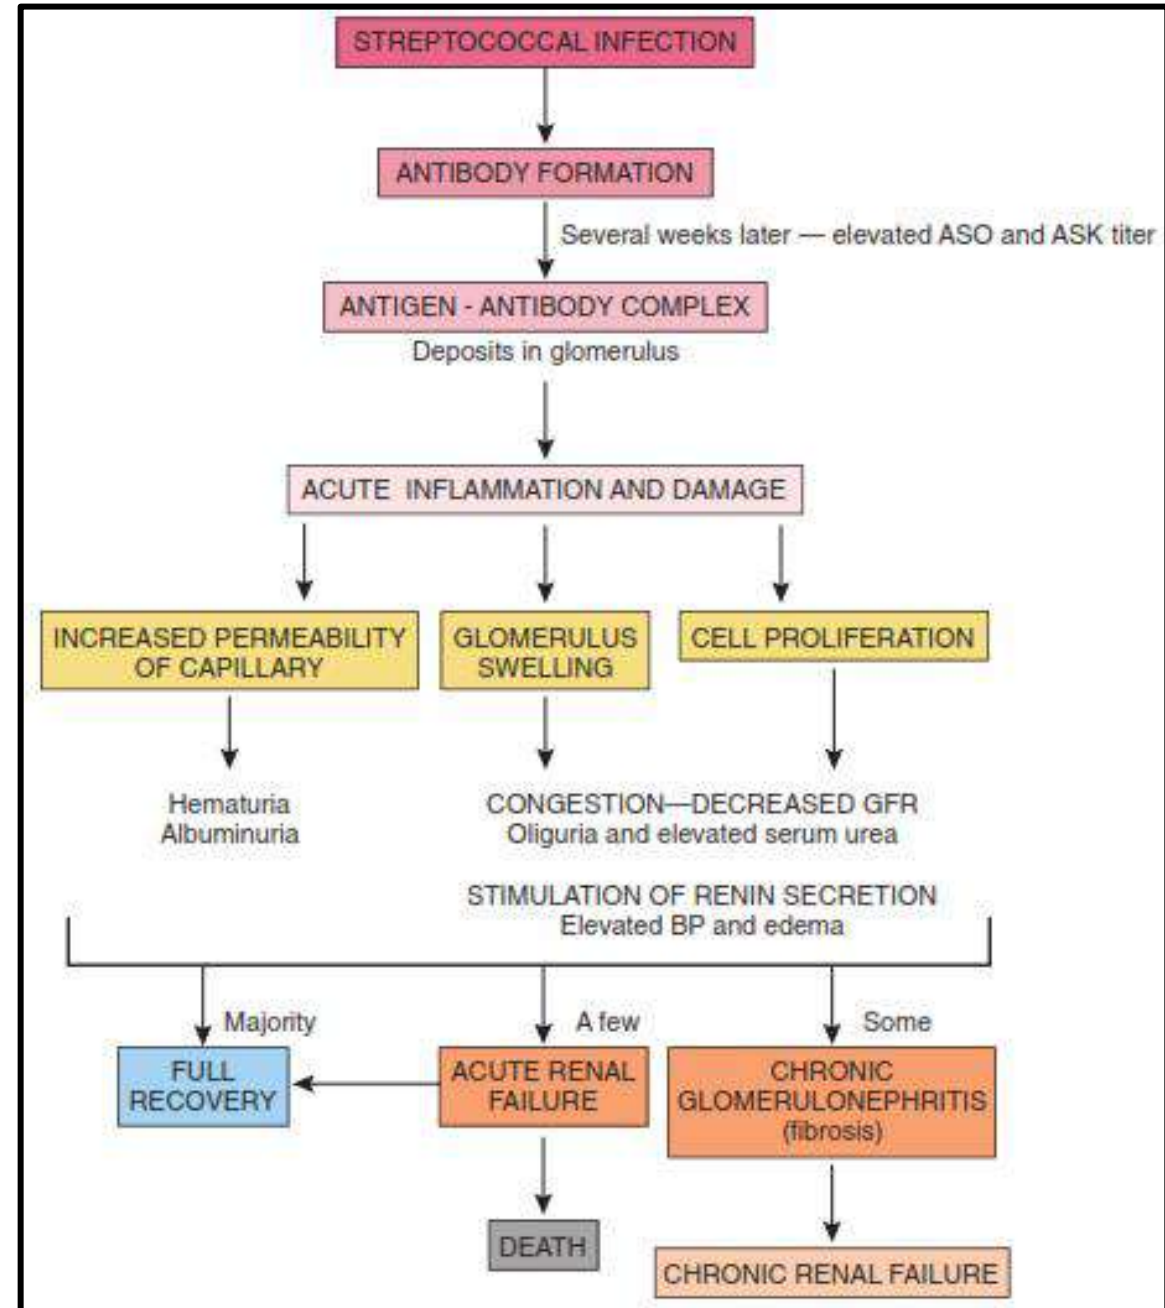 STREPTOCOCCAL INFECTION
ANTIBODY FORMATION
Several weeks later — elevated ASO and ASK titer
ANTIGEN - ANTIBODY COMPLEX
Deposits in glomerulus
ACUTE INFLAMMATION AND DAMAGE
INCREASED PERMEABILITY
OF CAPILLARY
GLOMERULUS
SWELLING
CELL PROLIFERATION
Hematuria
Albuminuria
CONGESTION—DECREASED GFR
Oliguria and elevated serum urea
STIMULATION OF RENIN SECRETION
Elevated BP and edema
Majority
A few
Some
FULL
RECOVERY
ACUTE RENAL
FAILURE
CHRONIC
GLOMERULONEPHRITIS
(fibrosis)
DEATH
CHRONIC RENAL FAILURE